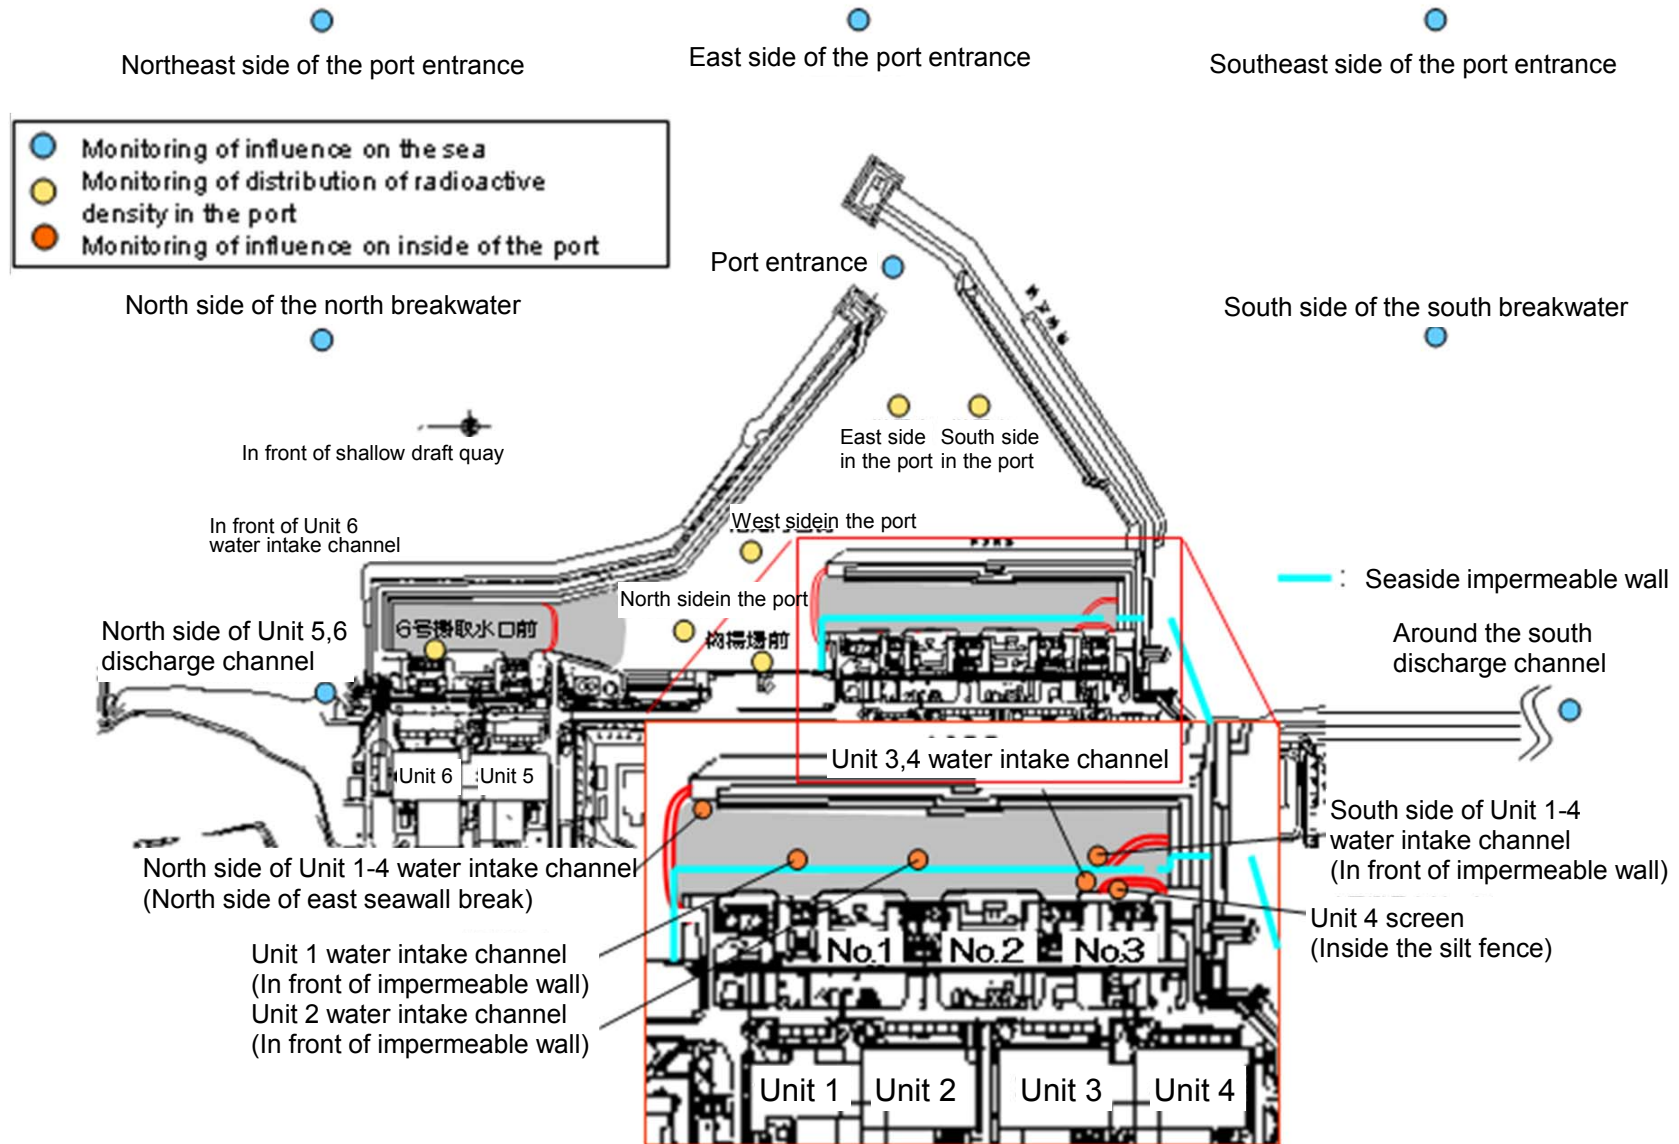 Northeast side of the port entrance
East side of the port entrance
Southeast side of the port entrance
Monitoring of influence on the sea
Monitoring of distribution of radioactive
density in the port
Monitoring of influence on inside of the port
Port entrance
North side of the north breakwater
South side of the south breakwater
In front of shallow draft quay
East side
in the port
South side
in the port
In front of Unit 6
water intake channel
West sidein the port
North sidein the port
: Seaside impermeable wall
6号機取水口前
物揚場前
North side of Unit 5,6
discharge channel
Around the south
discharge channel
Unit 6
Unit 5
Unit 3,4 water intake channel
South side of Unit 1-4
water intake channel
(In front of impermeable wall)
North side of Unit 1-4 water intake channel
(North side of east seawall break)
Unit 4 screen
(Inside the silt fence)
Unit 1 water intake channel
(In front of impermeable wall)
Unit 2 water intake channel
(In front of impermeable wall)
No.1
No.2
No.3
Unit 1
Unit 2
Unit 3
Unit 4